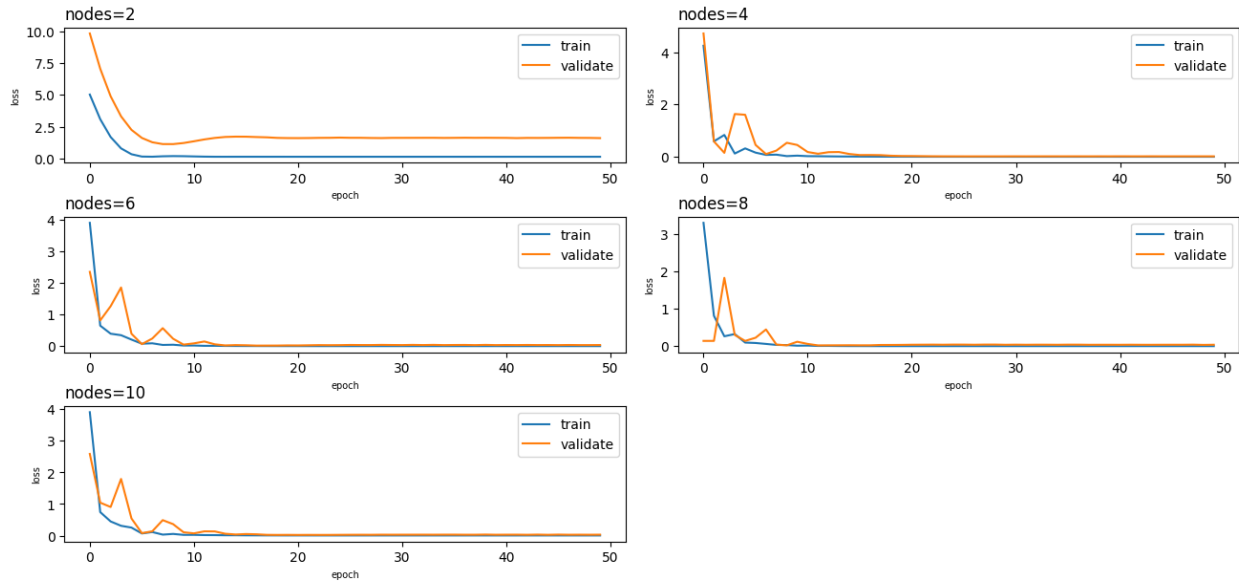 nodes=2
10.0
7.5
5.0
2.5
0.0
loss
train
validate
0
10
20
30
40
50
epoch
nodes=4
4
2
0
loss
train
validate
0
10
20
30
40
50
epoch
nodes=6
4
3
2
1
0
loss
train
validate
0
10
20
30
40
50
epoch
nodes=8
3
2
1
0
loss
train
validate
0
10
20
30
40
50
epoch
nodes=10
4
3
2
1
0
loss
train
validate
0
10
20
30
40
50
epoch